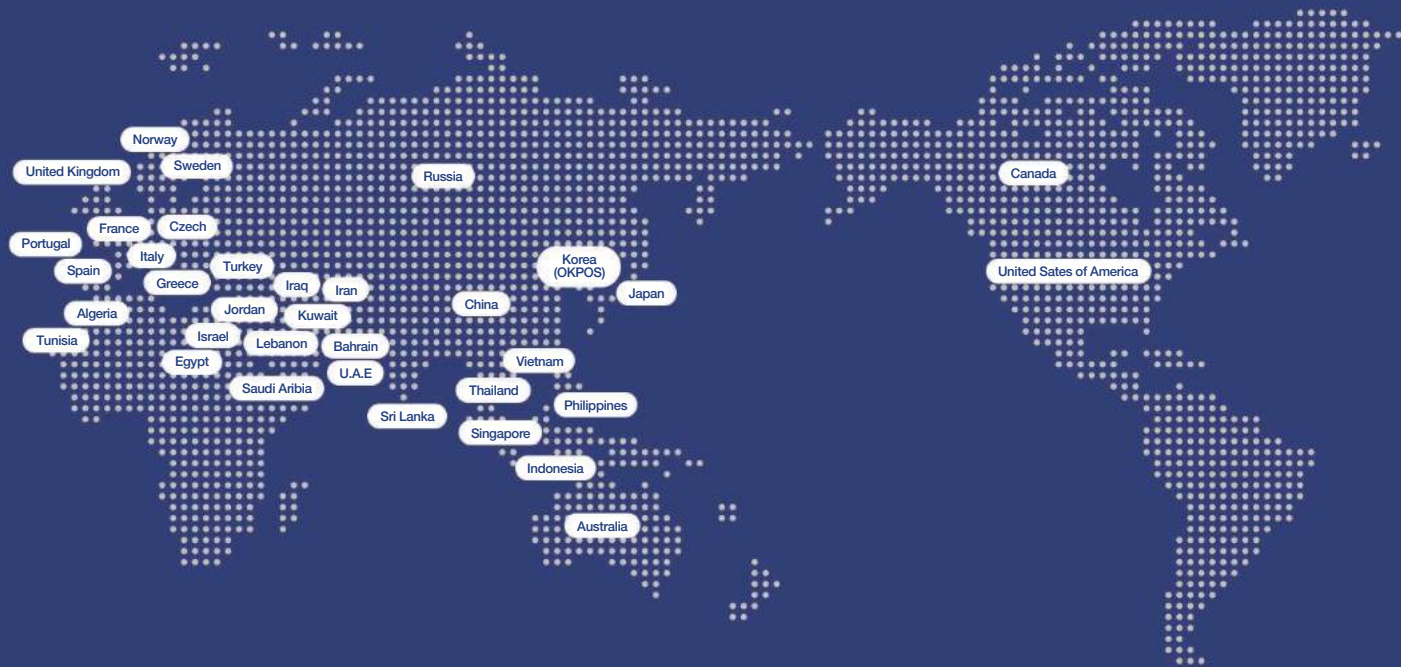 Norway
United Kingdom
Sweden
Russia
Canada
France
Czech
Portugal
Italy
Spain
Turkey
Greece
Iraq
Iran
Korea
(OKPOS)
Japan
United Sates of America
China
Algeria
Jordan
Kuwait
Tunisia
Israel
Lebanon
Bahrain
Egypt
U.A.E
Vietnam
Saudi Aribia
Thailand
Sri Lanka
Philippines
Singapore
Indonesia
Australia